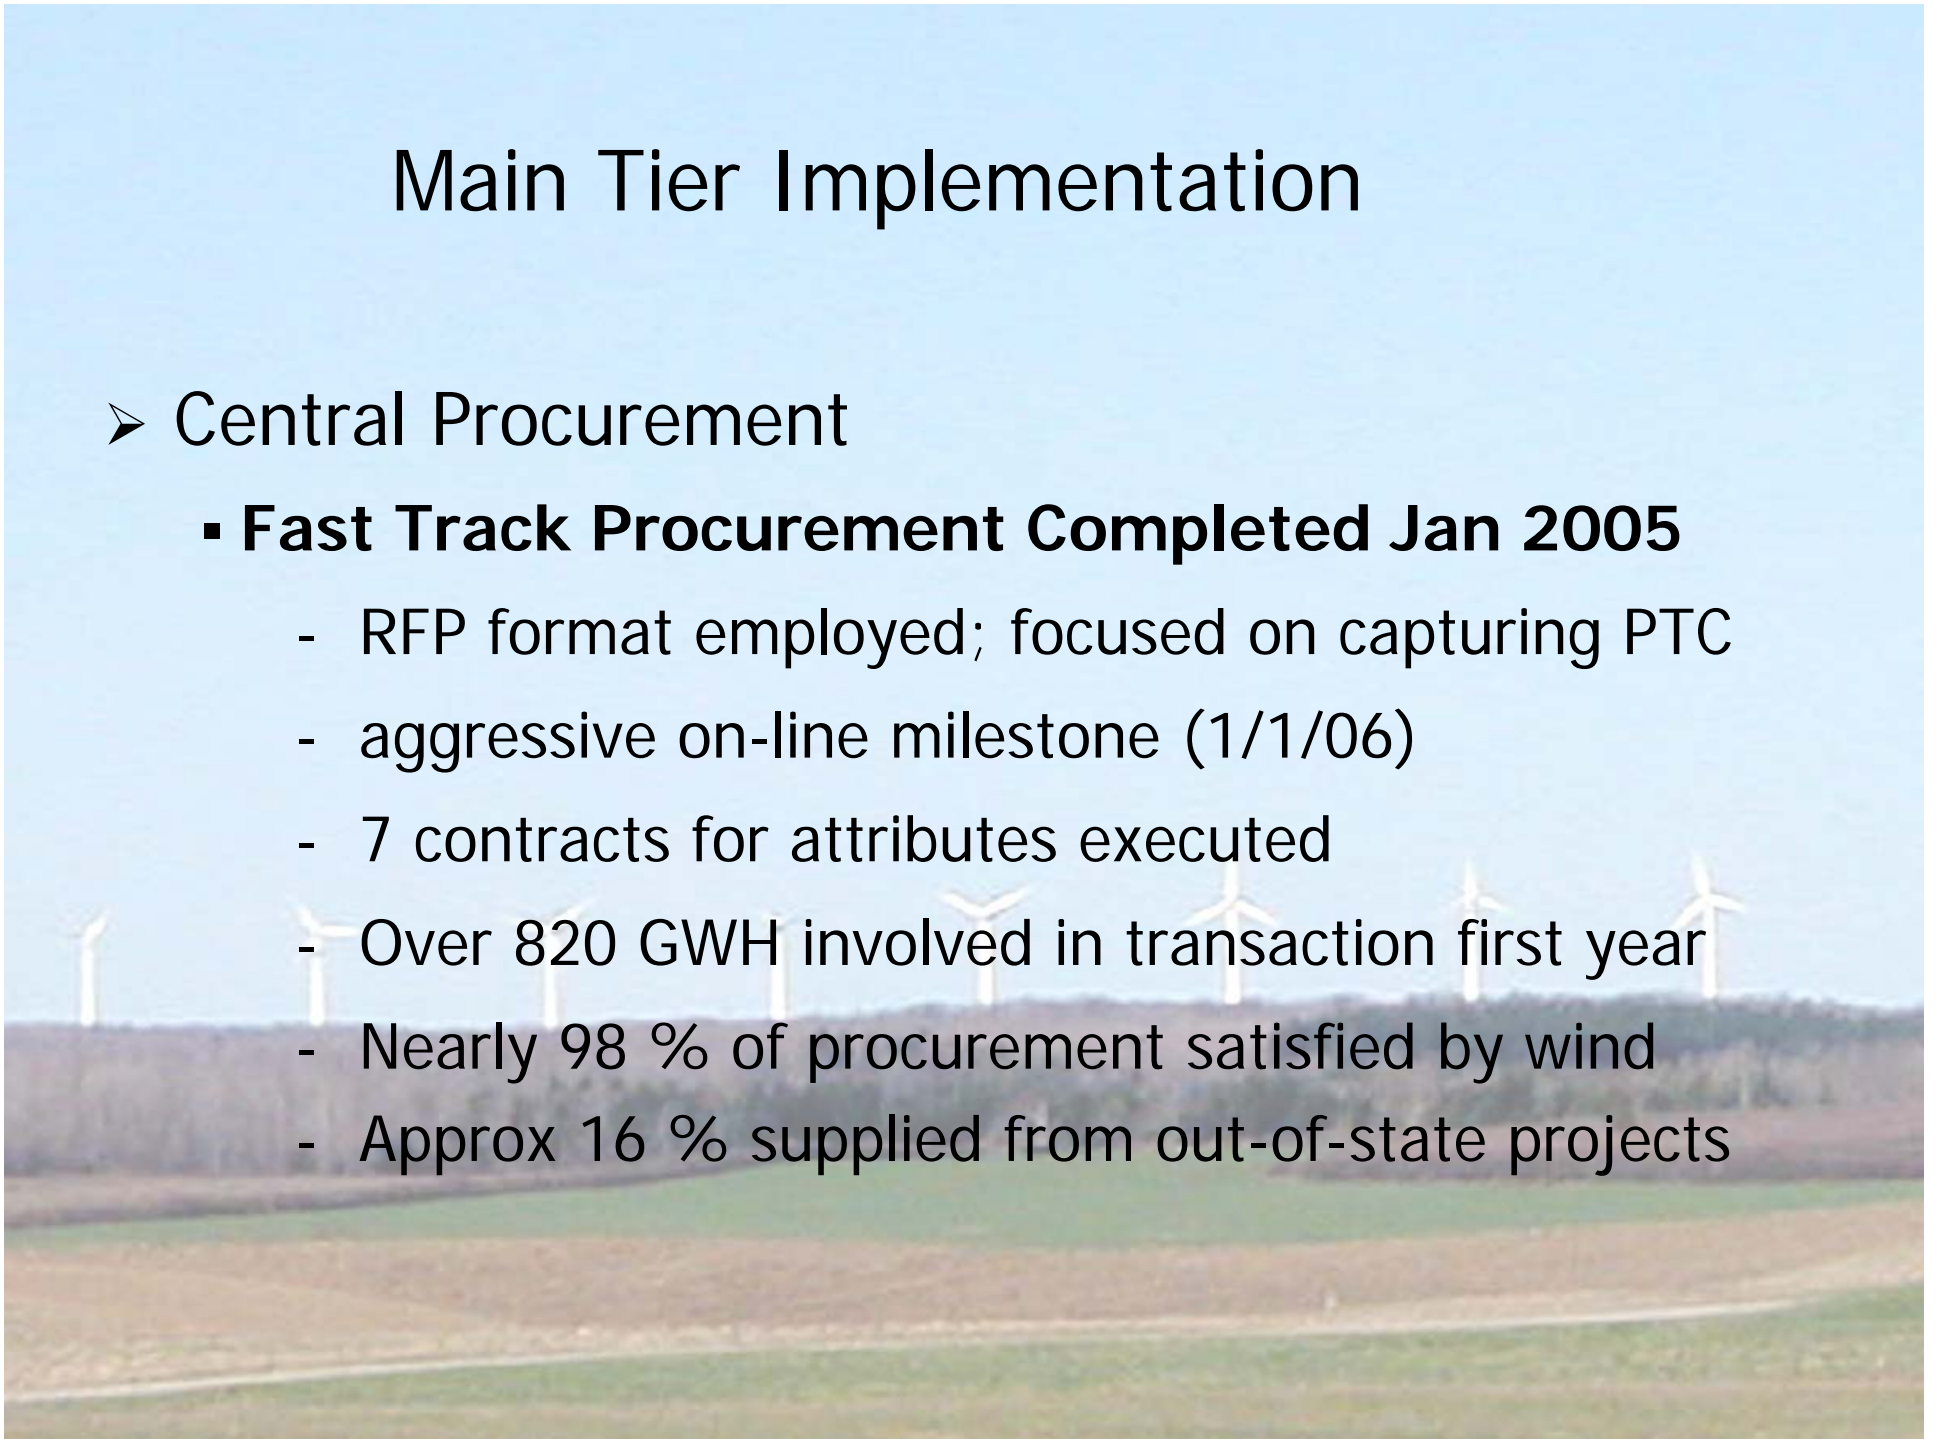 Main Tier Implementation
➢ Central Procurement
▪ Fast Track Procurement Completed Jan 2005
- RFP format employed; focused on capturing PTC
- aggressive on-line milestone (1/1/06)
- 7 contracts for attributes executed
- Over 820 GWH involved in transaction first year
- Nearly 98 % of procurement satisfied by wind
- Approx 16 % supplied from out-of-state projects